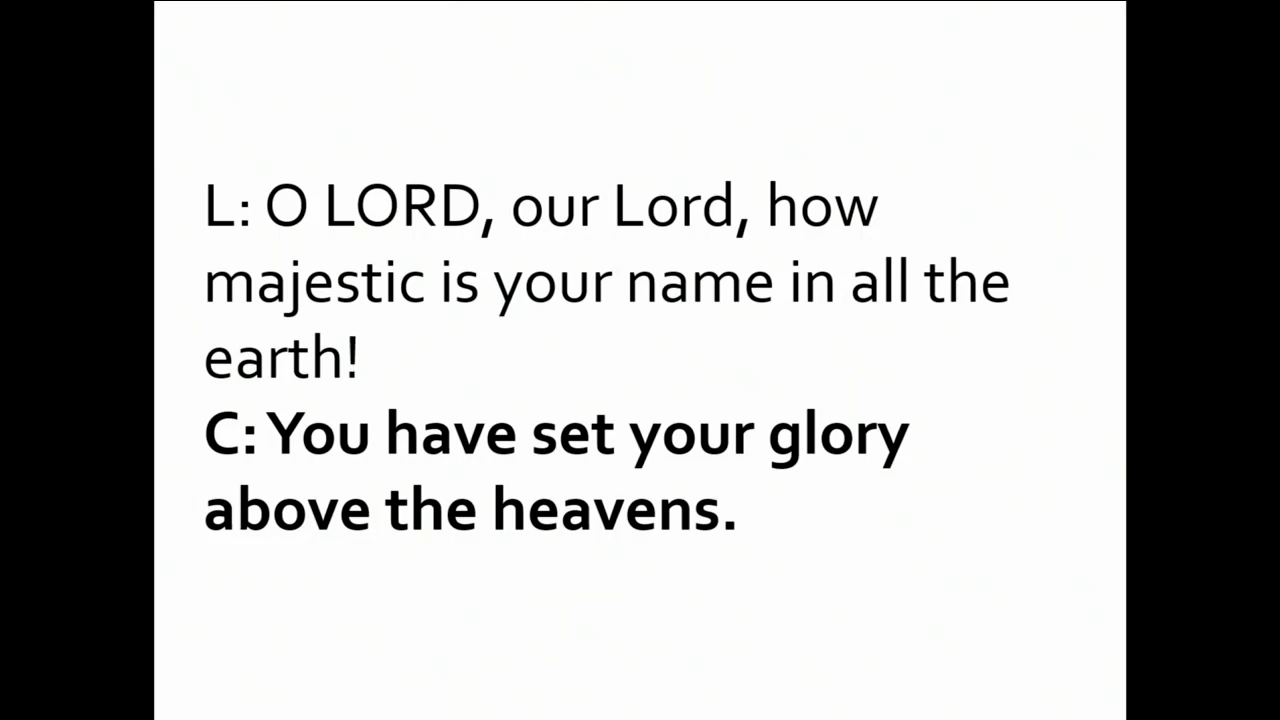 L: O LORD, our Lord, how
majestic is your name in all the
earth!
C: You have set your glory
above the heavens.